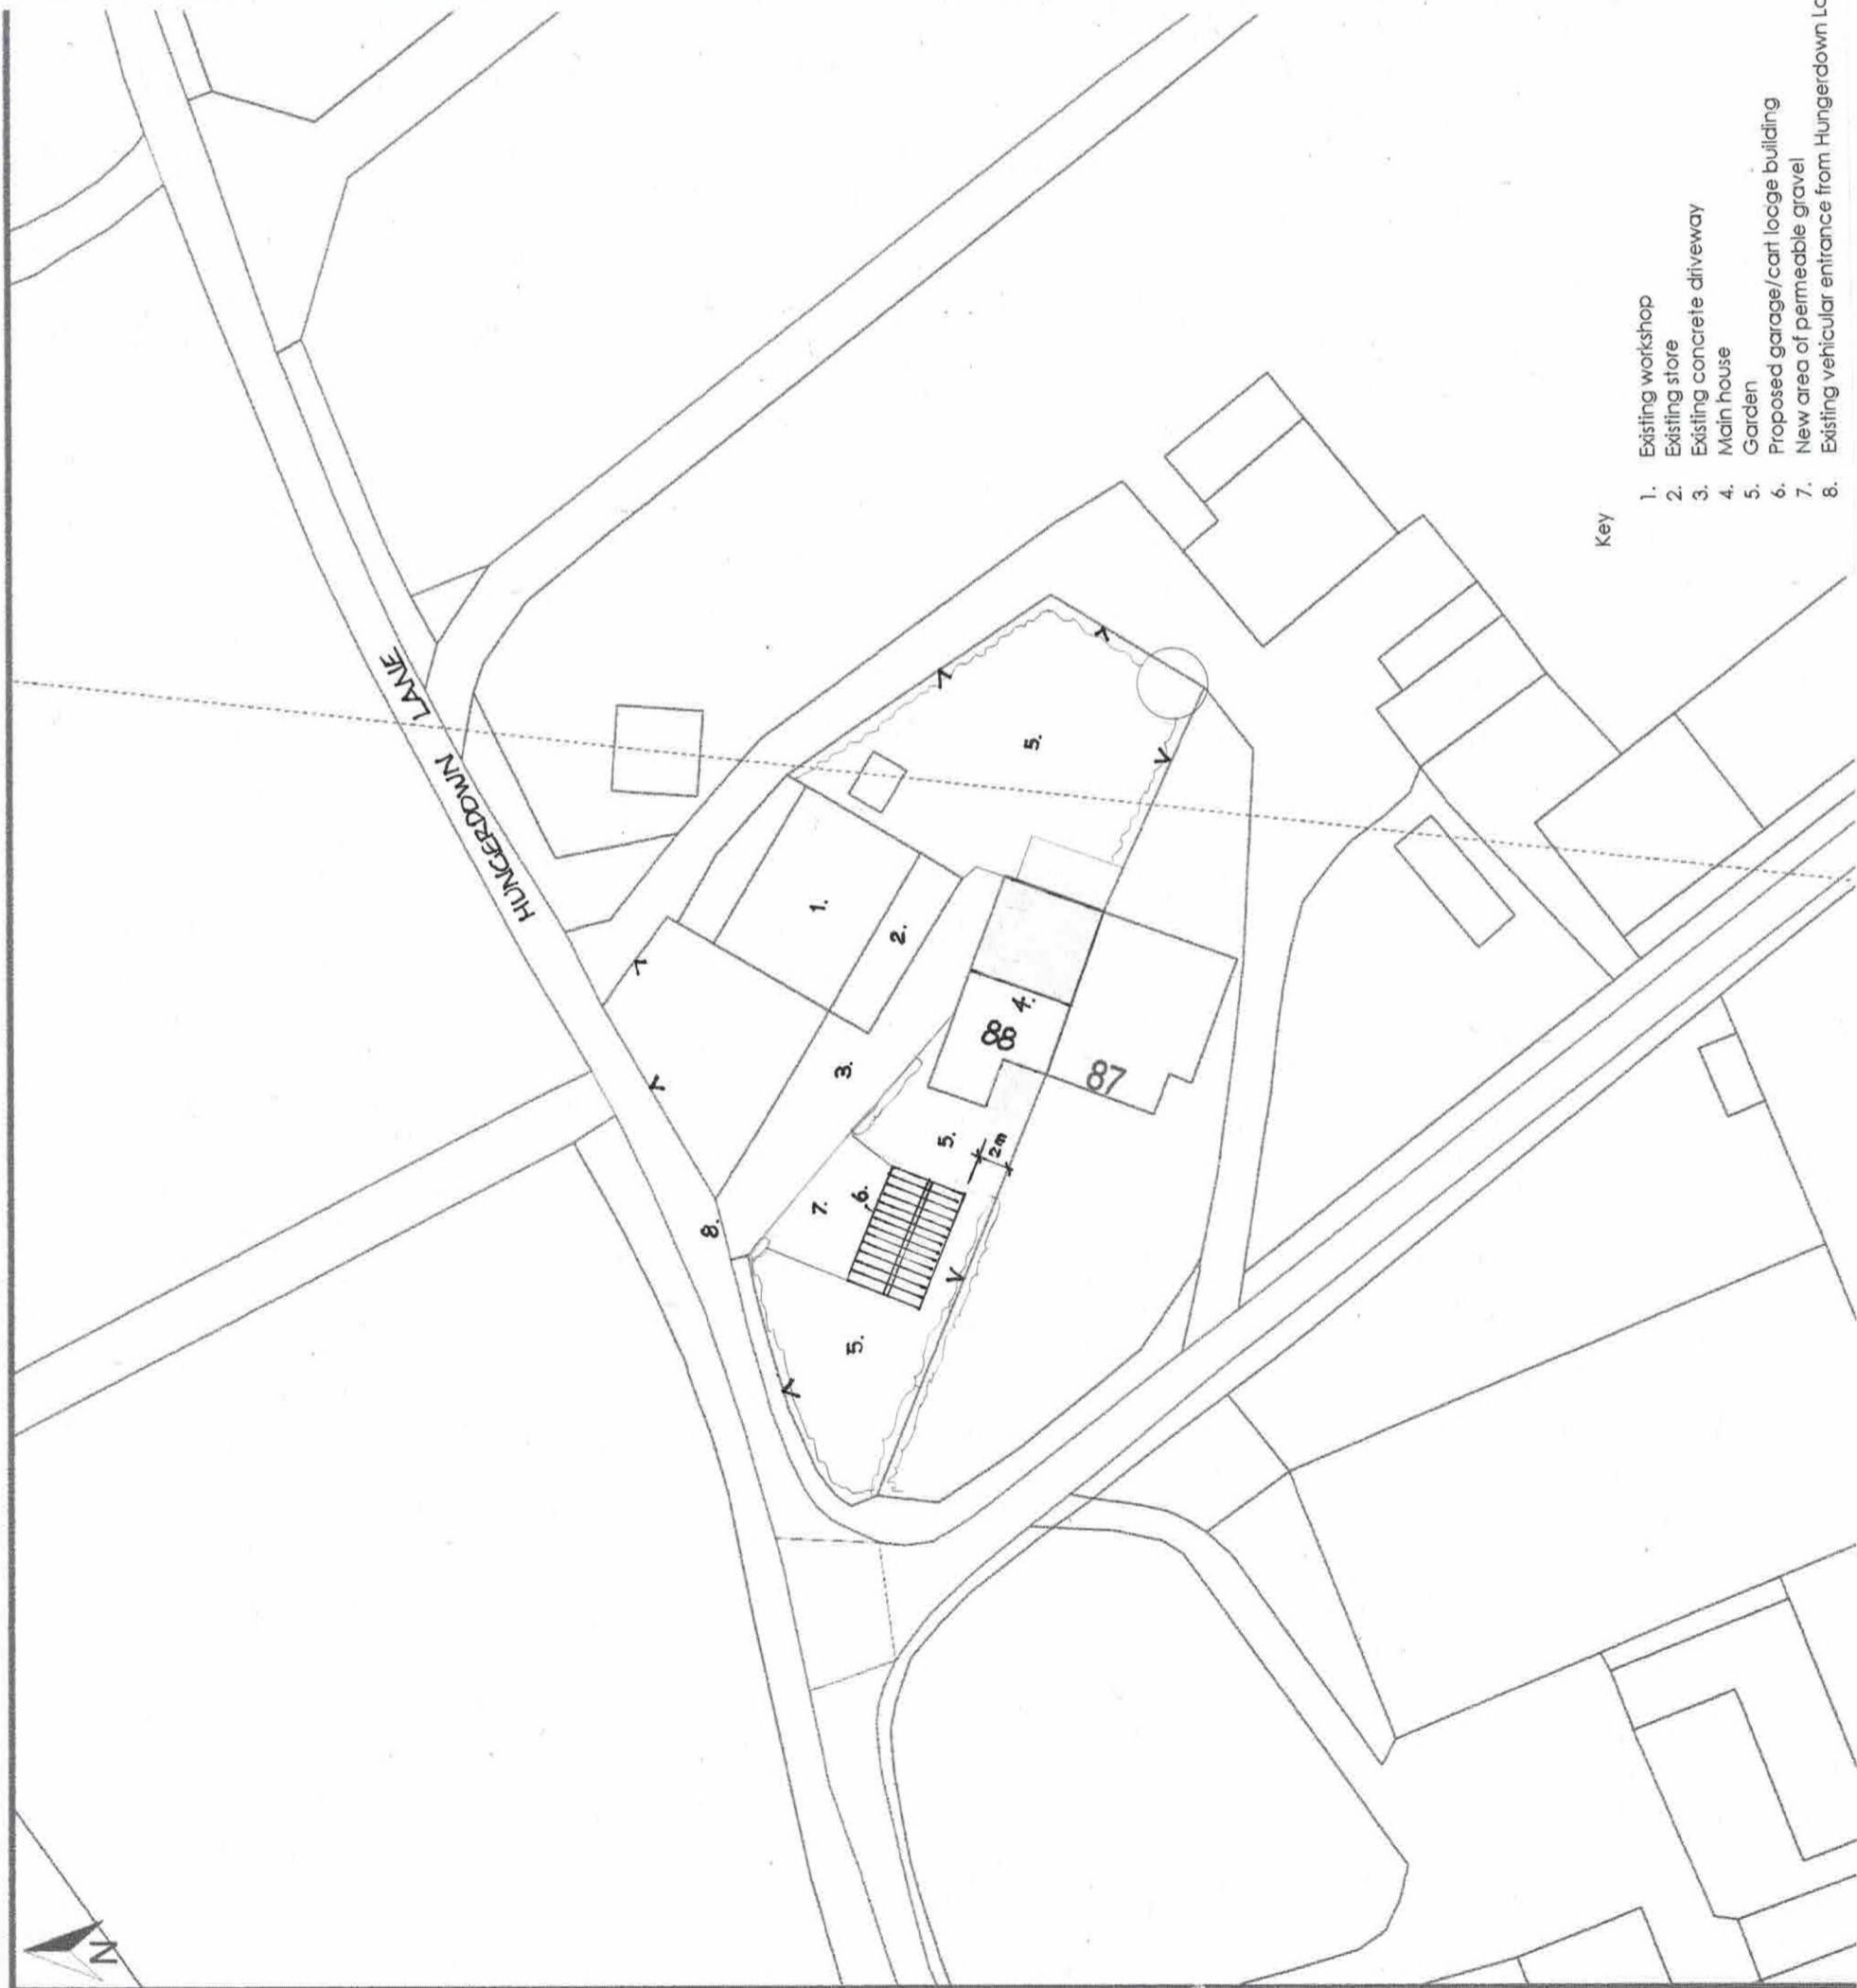 HUNGERDOWN LANE
1.
2.
3.
4.
88
87
5.
5.
5.
2m
6.
7.
8.
N
Key
1. Existing workshop
2. Existing store
3. Existing concrete driveway
4. Main house
5. Garden
6. Proposed garage/cart lodge building
7. New area of permeable gravel
8. Existing vehicular entrance from Hungerdown